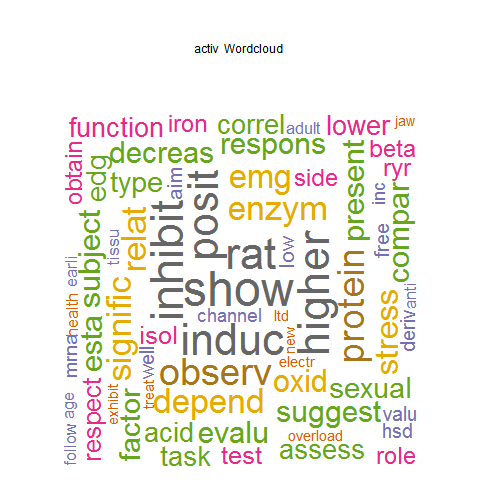 activ Wordcloud
function
iron
correl
adult
lower
jaw
decreas
respons
beta
obtain
edg
type
aim
posit
emg
side
ryr
inc
enzym
present
free
compar
subject
tissu
relat
inhibit
rat
low
higher
earli
signific
show
protein
stress
anti
deriv
health
mrna
esta
channel
ltd
isol
well
induc
new
electr
observ
oxid
sexual
follow
age
respect
exhibit
factor
treat
depend
suggest
valu
hsd
acid
evalu
overload
task
test
assess
role